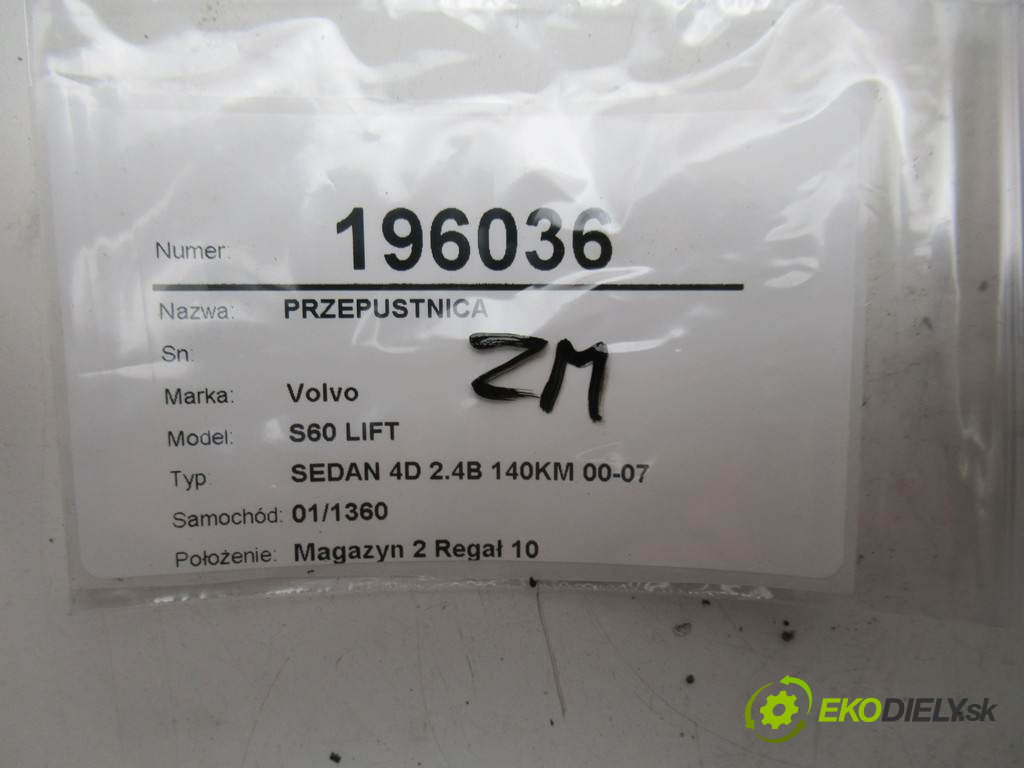 Numer: 196036
Nazwa: PRZEPUSTNICA
Sn:
ZM
Marka: Volvo
Model: S60 LIFT
Typ SEDAN 4D 2.4B 140KM 00-07
Samochód: 01/1360
Położenie: Magazyn 2 Regał 10
EKODIELY.sk